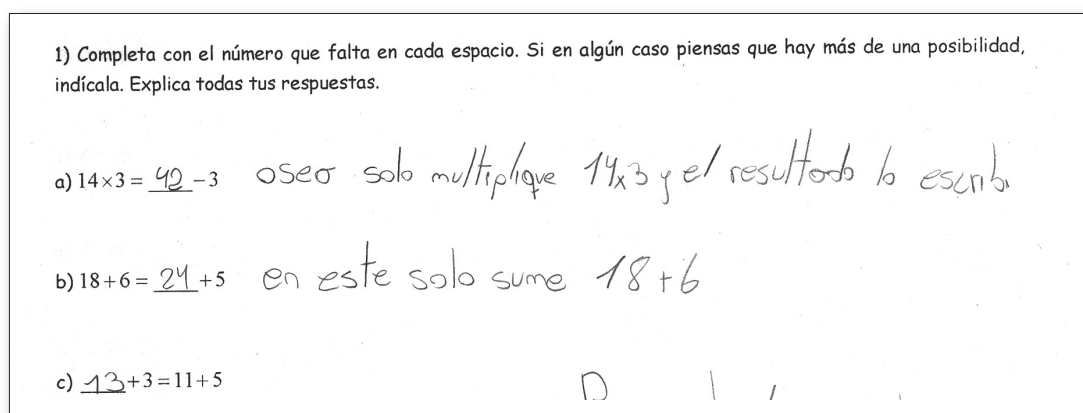 1) Completa con el número que falta en cada espacio. Si en algún caso piensas que hay más de una posibilidad,
indícala. Explica todas tus respuestas.
a) 14×3 = 42 -3 oseo solo multiplique 14x3 y el resultodo lo escribi
b) 18+6 = 24 +5 en este solo sume 18+6
c) 13 +3 = 11+5